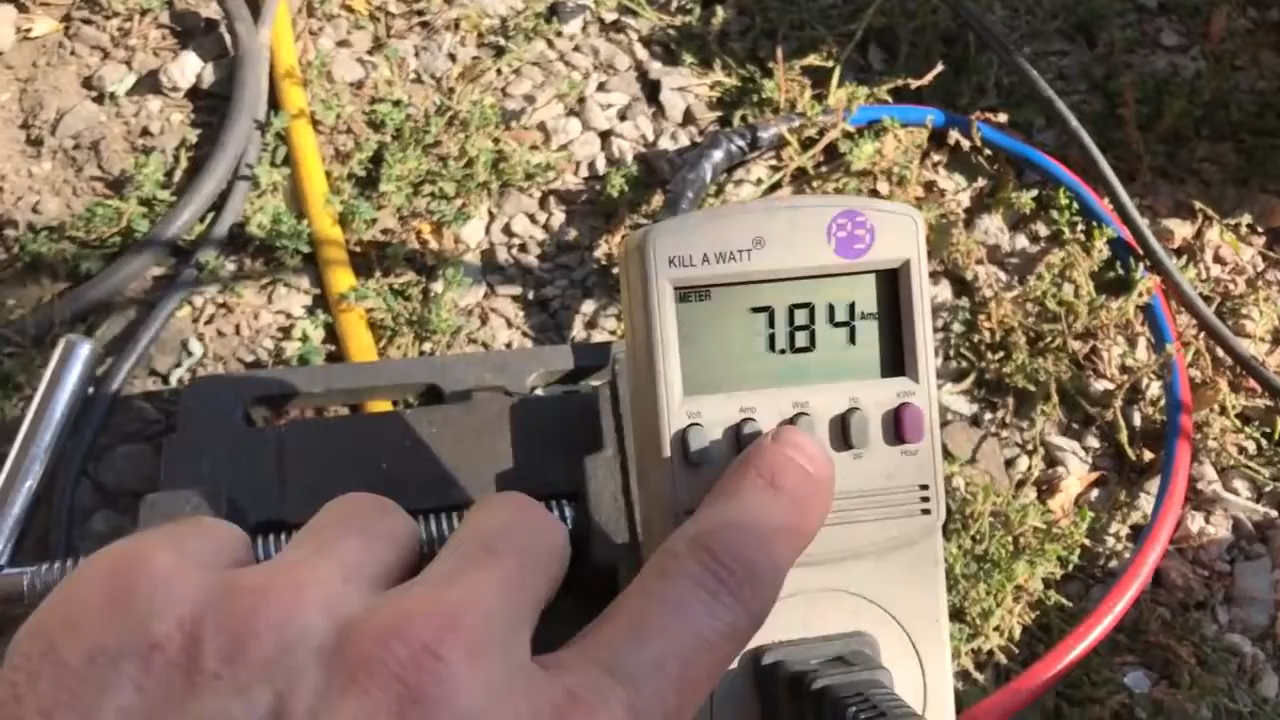 P3
KILL A WATT®
METER
7.84 Amp
Volt Amp Watt Hz KWH
PF Hour